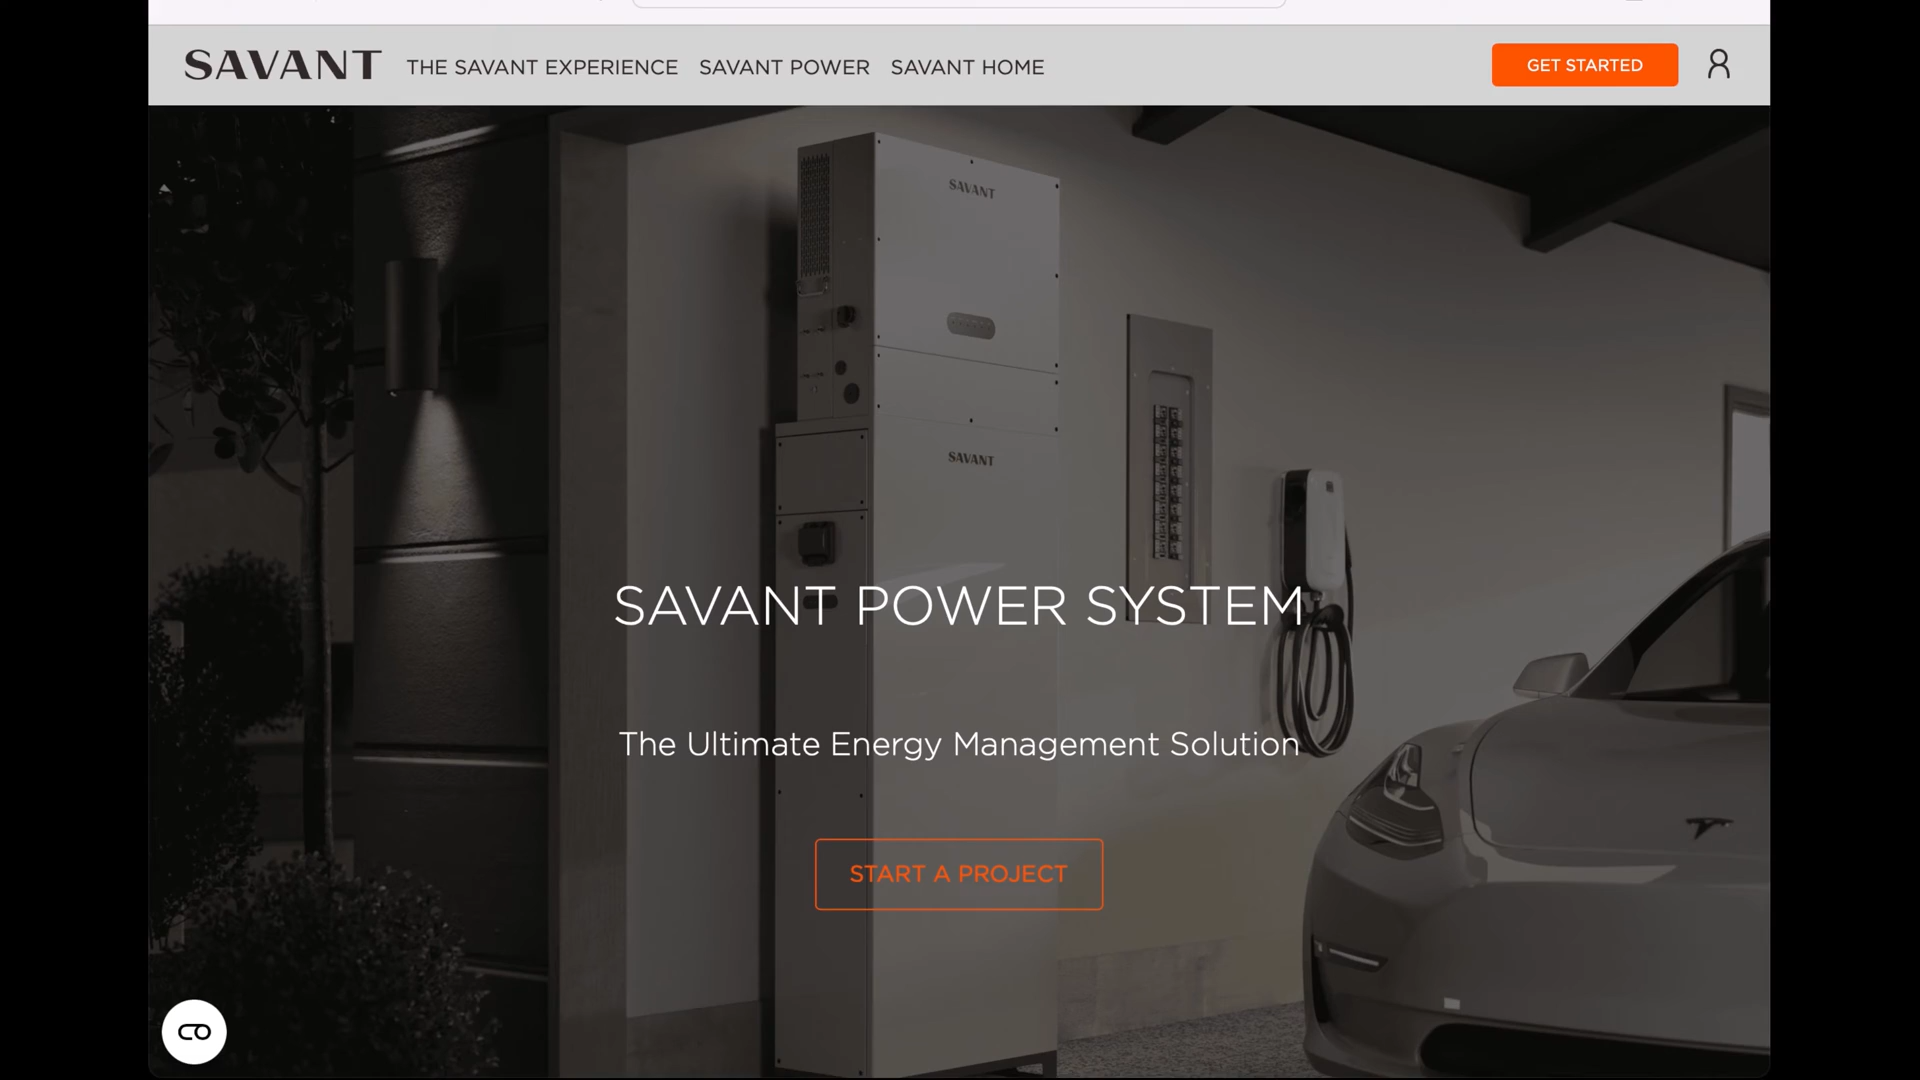 SAVANT THE SAVANT EXPERIENCE SAVANT POWER SAVANT HOME GET STARTED
SAVANT
SAVANT
SAVANT POWER SYSTEM
The Ultimate Energy Management Solution
START A PROJECT